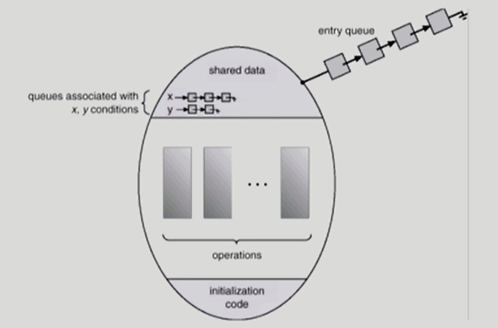 entry queue
shared data
queues associated with
x, y conditions
x
y
...
operations
initialization
code